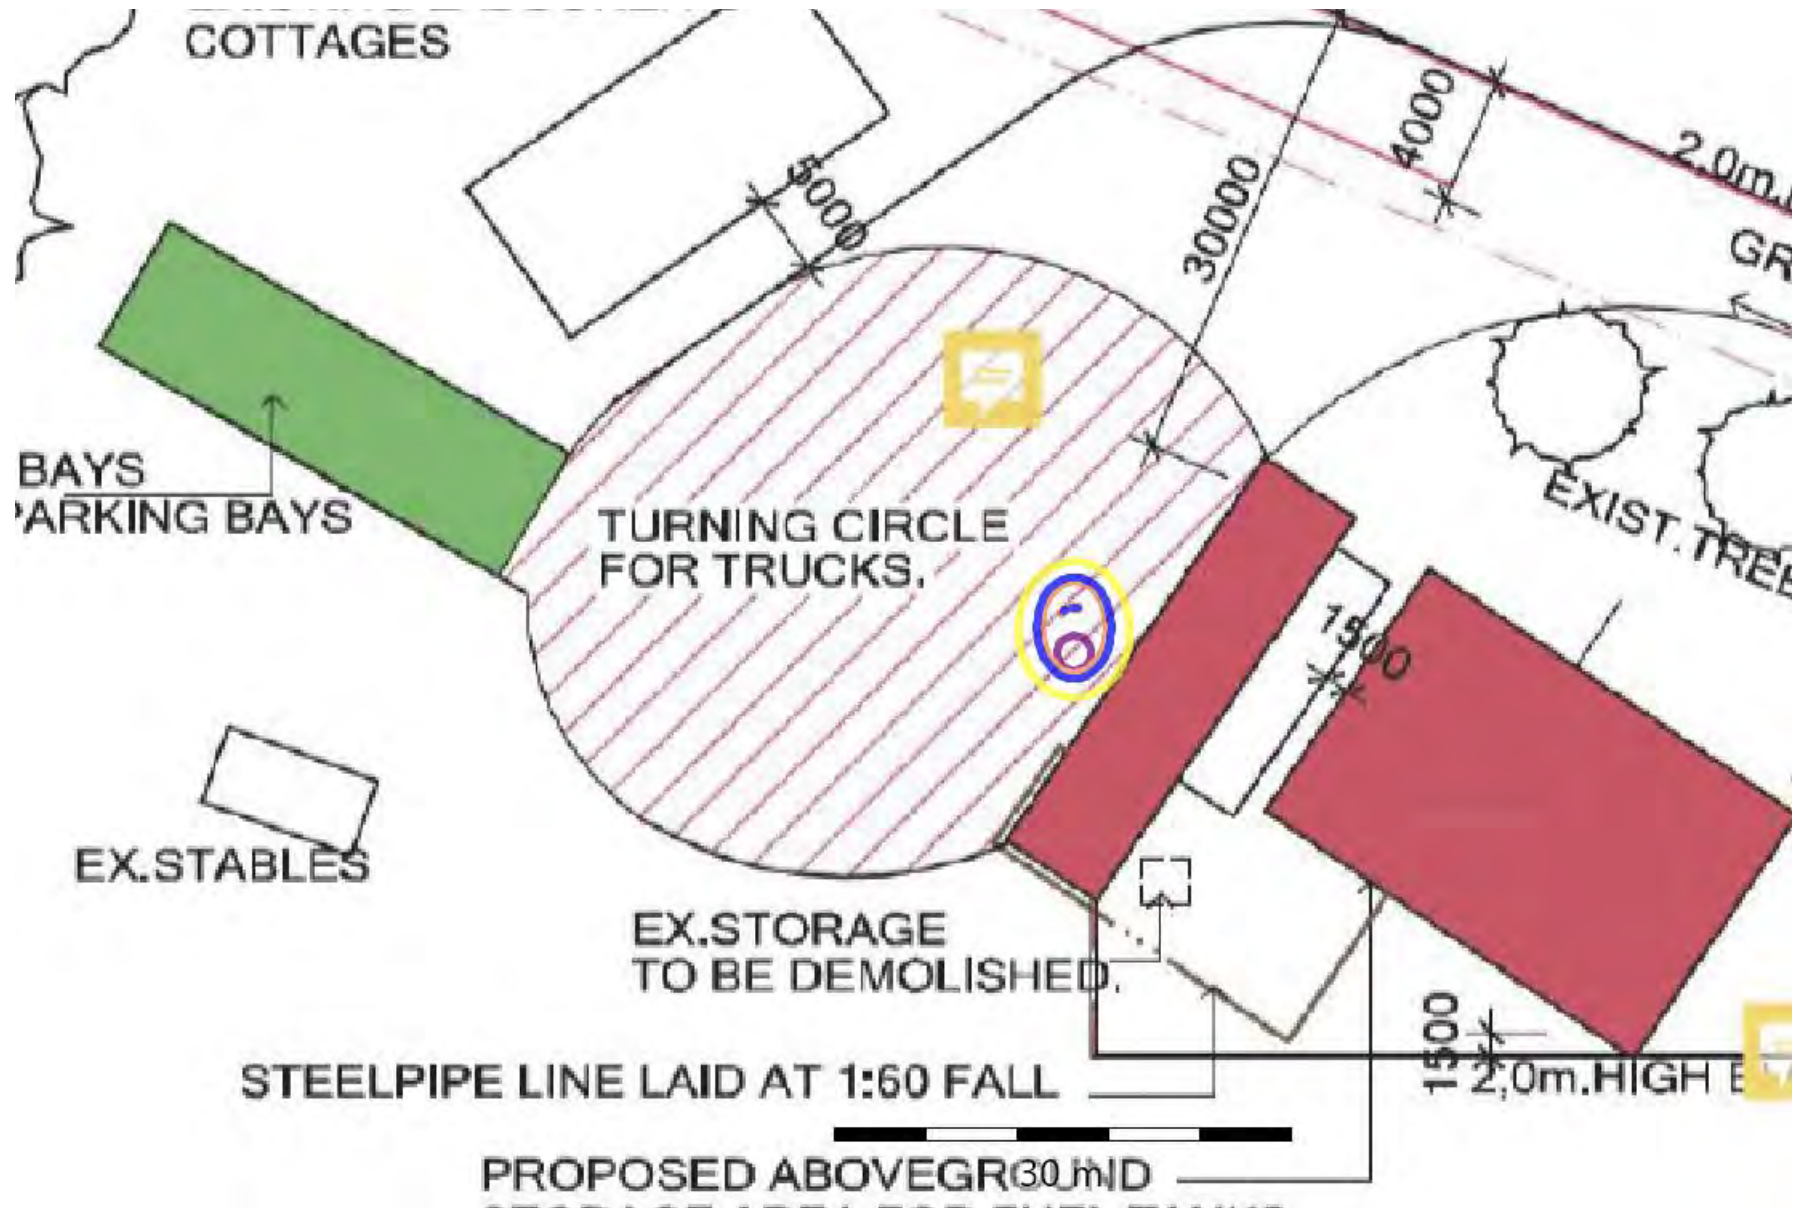 COTTAGES
5000
30000
4000
2,0m.
GR
BAYS
PARKING BAYS
TURNING CIRCLE
FOR TRUCKS.
EXIST.TREE
1500
EX.STABLES
EX.STORAGE
TO BE DEMOLISHED.
STEELPIPE LINE LAID AT 1:60 FALL
1500
2,0m.HIGH
PROPOSED ABOVEGROUND
30 m